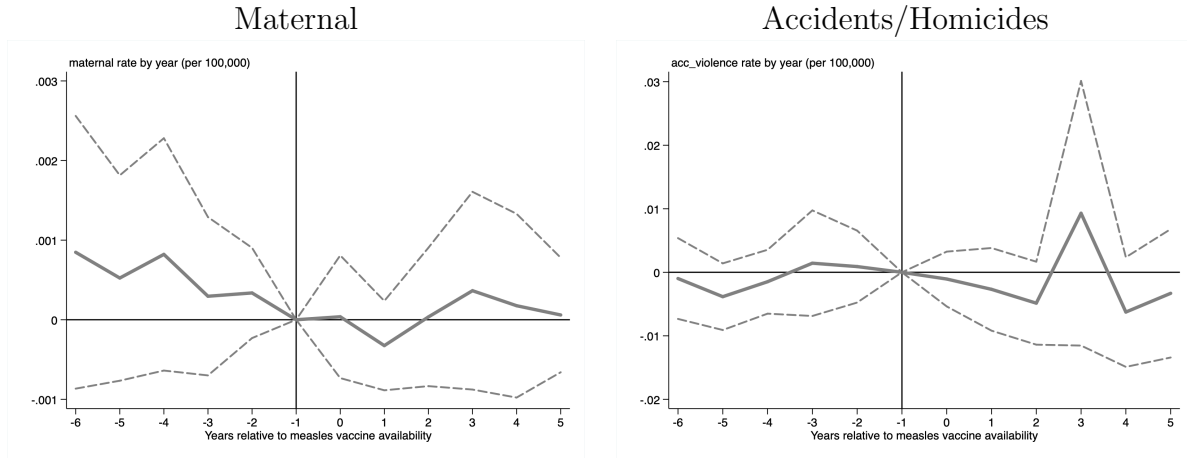 Maternal
maternal rate by year (per 100,000)
.003
.002
.001
0
-.001
-6 -5 -4 -3 -2 -1 0 1 2 3 4 5
Years relative to measles vaccine availability
Accidents/Homicides
acc_violence rate by year (per 100,000)
.03
.02
.01
0
-.01
-.02
-6 -5 -4 -3 -2 -1 0 1 2 3 4 5
Years relative to measles vaccine availability